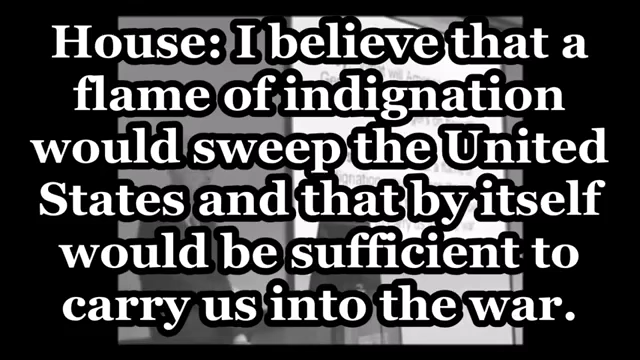 House: I believe that a
flame of indignation
would sweep the United
States and that by itself
would be sufficient to
carry us into the war.